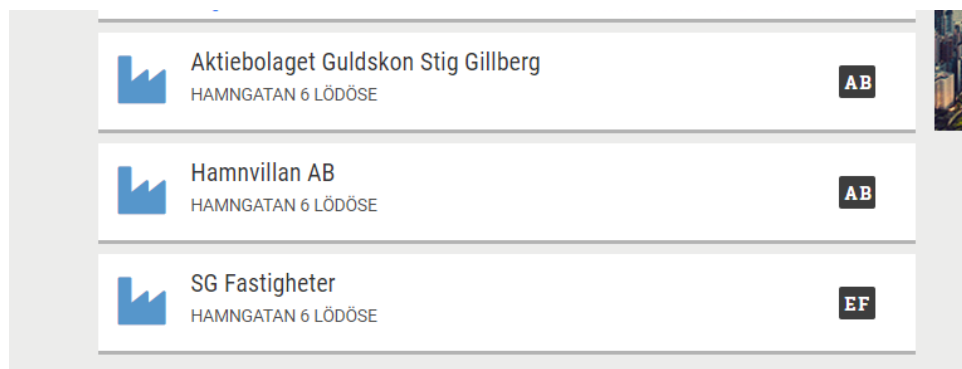 Aktiebolaget Guldskon Stig Gillberg
HAMNGATAN 6 LÖDÖSE
AB
Hamnvillan AB
HAMNGATAN 6 LÖDÖSE
AB
SG Fastigheter
HAMNGATAN 6 LÖDÖSE
EF